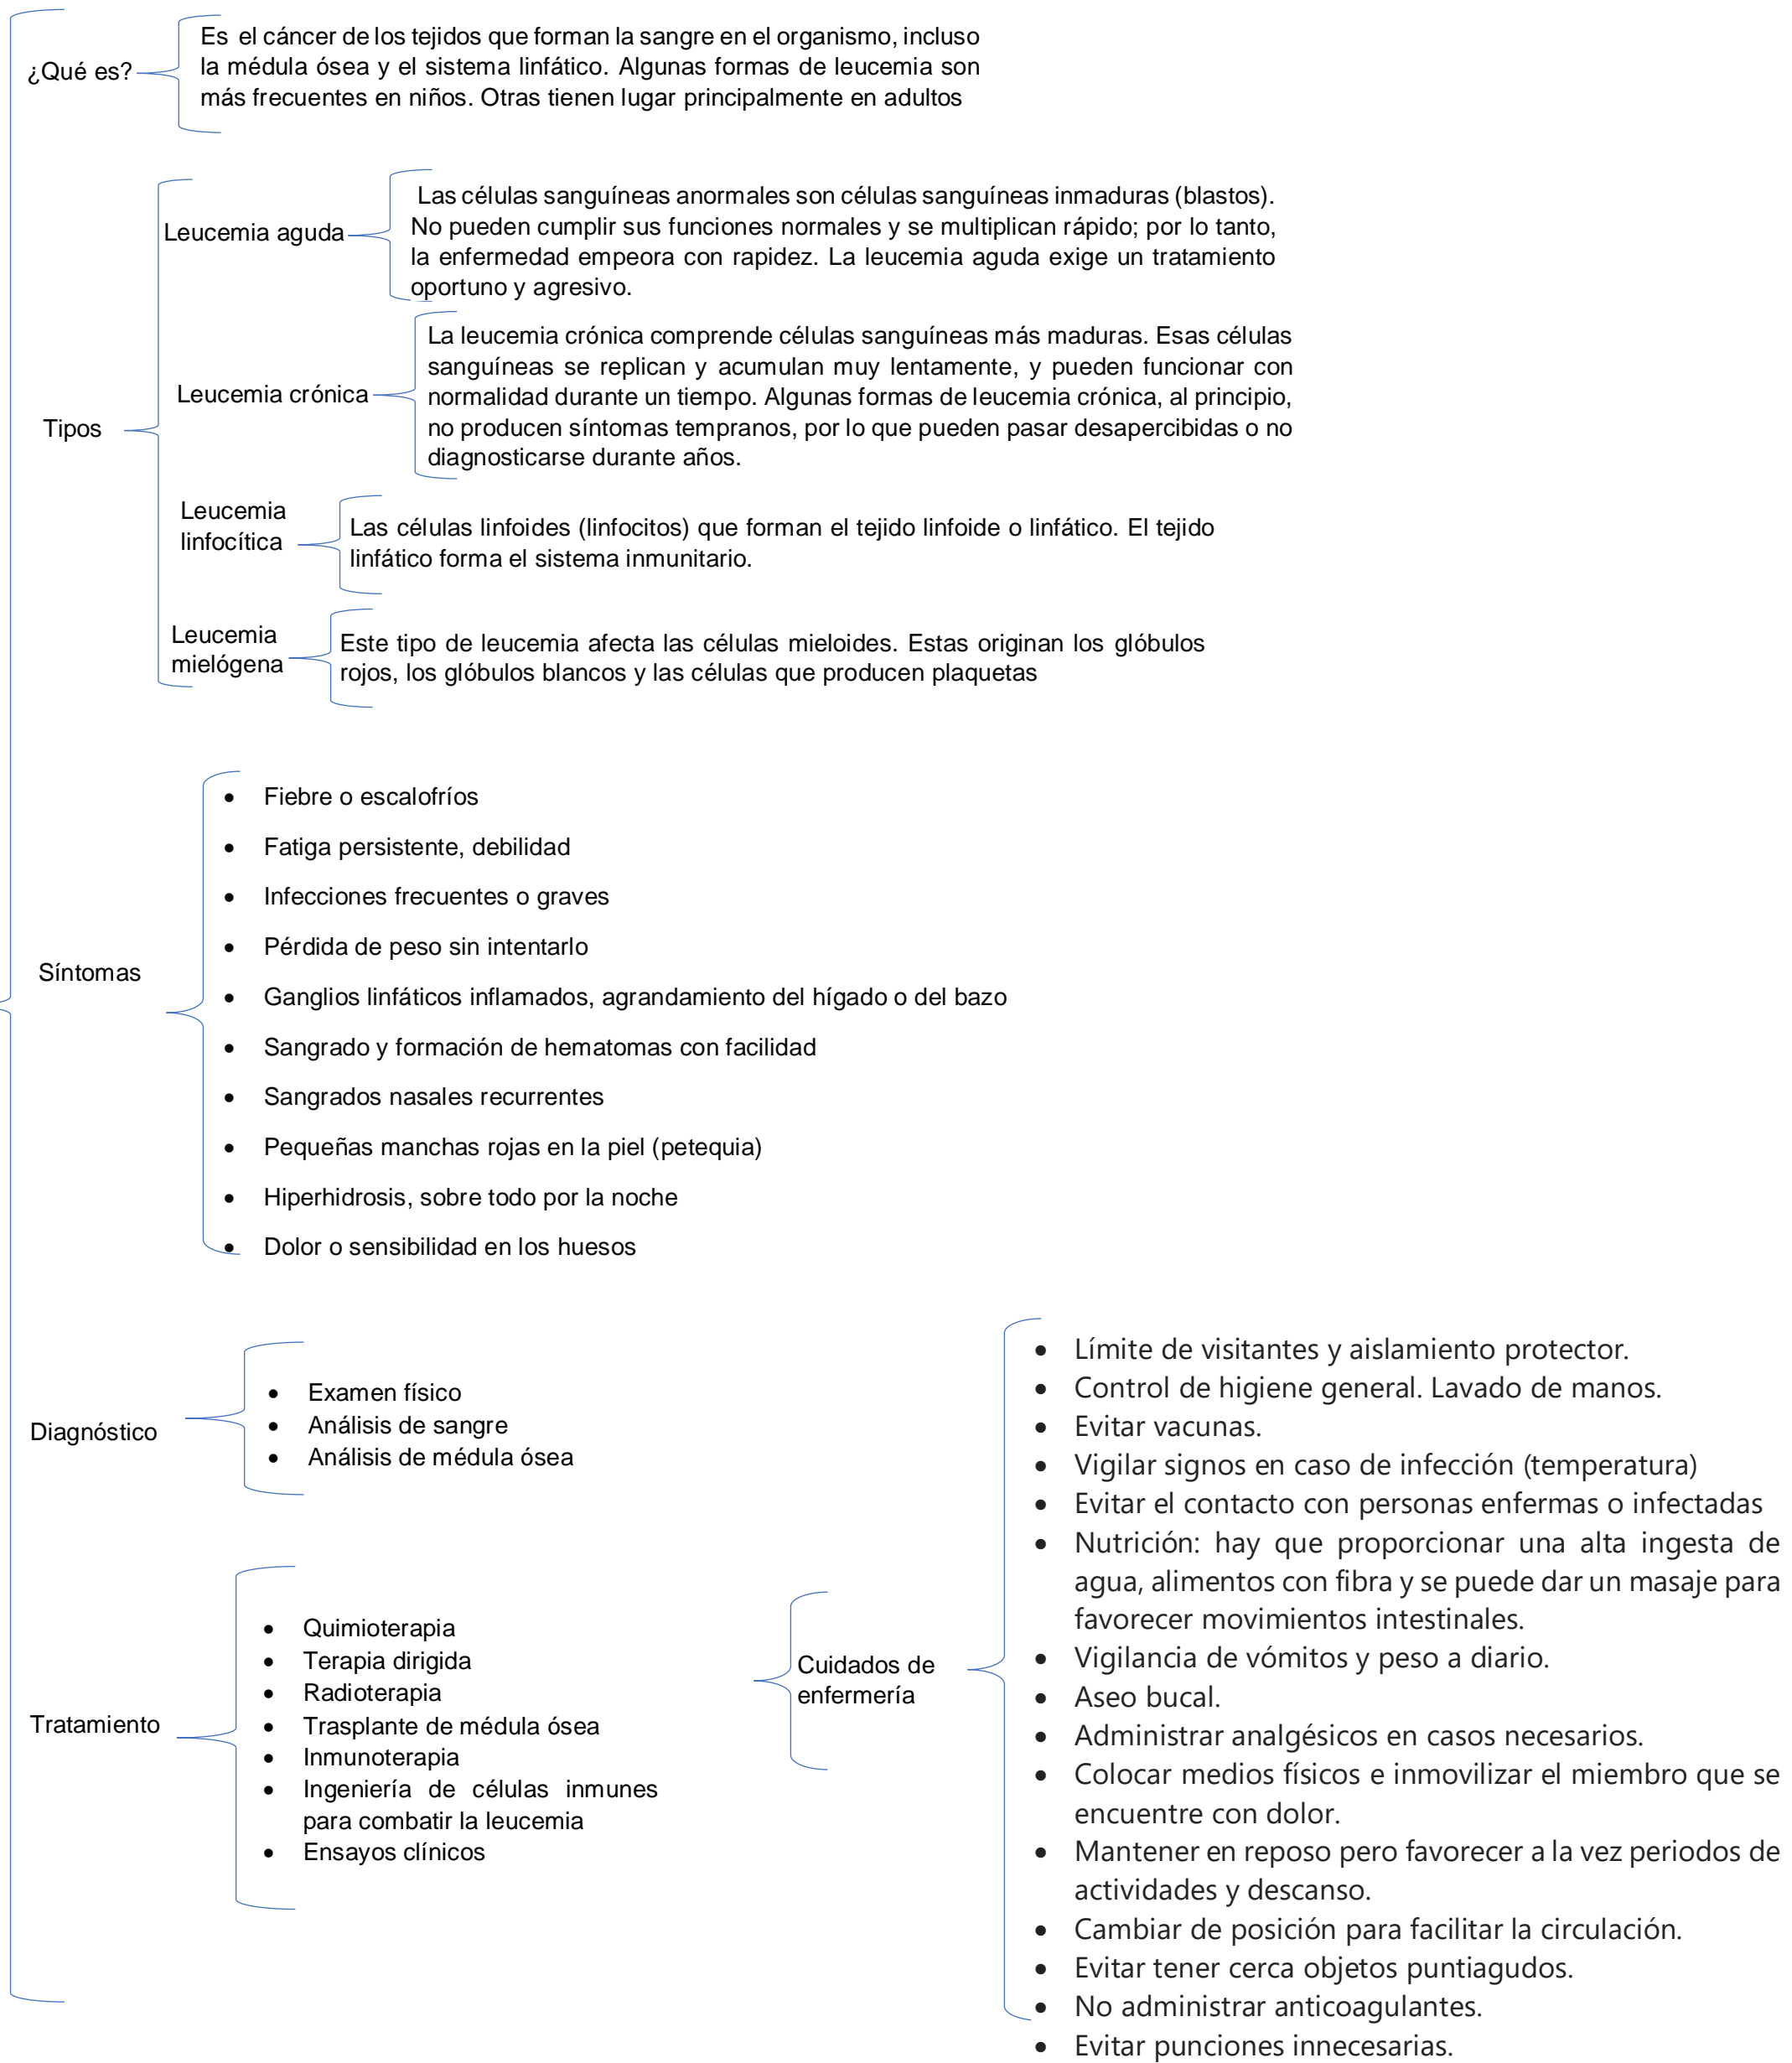 ¿Qué es?
Es el cáncer de los tejidos que forman la sangre en el organismo, incluso
la médula ósea y el sistema linfático. Algunas formas de leucemia son
más frecuentes en niños. Otras tienen lugar principalmente en adultos
Tipos
Leucemia aguda
Las células sanguíneas anormales son células sanguíneas inmaduras (blastos).
No pueden cumplir sus funciones normales y se multiplican rápido; por lo tanto,
la enfermedad empeora con rapidez. La leucemia aguda exige un tratamiento
oportuno y agresivo.
Leucemia crónica
La leucemia crónica comprende células sanguíneas más maduras. Esas células
sanguíneas se replican y acumulan muy lentamente, y pueden funcionar con
normalidad durante un tiempo. Algunas formas de leucemia crónica, al principio,
no producen síntomas tempranos, por lo que pueden pasar desapercibidas o no
diagnosticarse durante años.
Leucemia
linfocítica
Las células linfoides (linfocitos) que forman el tejido linfoide o linfático. El tejido
linfático forma el sistema inmunitario.
Leucemia
mielógena
Este tipo de leucemia afecta las células mieloides. Estas originan los glóbulos
rojos, los glóbulos blancos y las células que producen plaquetas
Síntomas
• Fiebre o escalofríos
• Fatiga persistente, debilidad
• Infecciones frecuentes o graves
• Pérdida de peso sin intentarlo
• Ganglios linfáticos inflamados, agrandamiento del hígado o del bazo
• Sangrado y formación de hematomas con facilidad
• Sangrados nasales recurrentes
• Pequeñas manchas rojas en la piel (petequia)
• Hiperhidrosis, sobre todo por la noche
• Dolor o sensibilidad en los huesos
Diagnóstico
• Examen físico
• Análisis de sangre
• Análisis de médula ósea
Tratamiento
• Quimioterapia
• Terapia dirigida
• Radioterapia
• Trasplante de médula ósea
• Inmunoterapia
• Ingeniería de células inmunes
para combatir la leucemia
• Ensayos clínicos
Cuidados de
enfermería
• Límite de visitantes y aislamiento protector.
• Control de higiene general. Lavado de manos.
• Evitar vacunas.
• Vigilar signos en caso de infección (temperatura)
• Evitar el contacto con personas enfermas o infectadas
• Nutrición: hay que proporcionar una alta ingesta de
agua, alimentos con fibra y se puede dar un masaje para
favorecer movimientos intestinales.
• Vigilancia de vómitos y peso a diario.
• Aseo bucal.
• Administrar analgésicos en casos necesarios.
• Colocar medios físicos e inmovilizar el miembro que se
encuentre con dolor.
• Mantener en reposo pero favorecer a la vez periodos de
actividades y descanso.
• Cambiar de posición para facilitar la circulación.
• Evitar tener cerca objetos puntiagudos.
• No administrar anticoagulantes.
• Evitar punciones innecesarias.